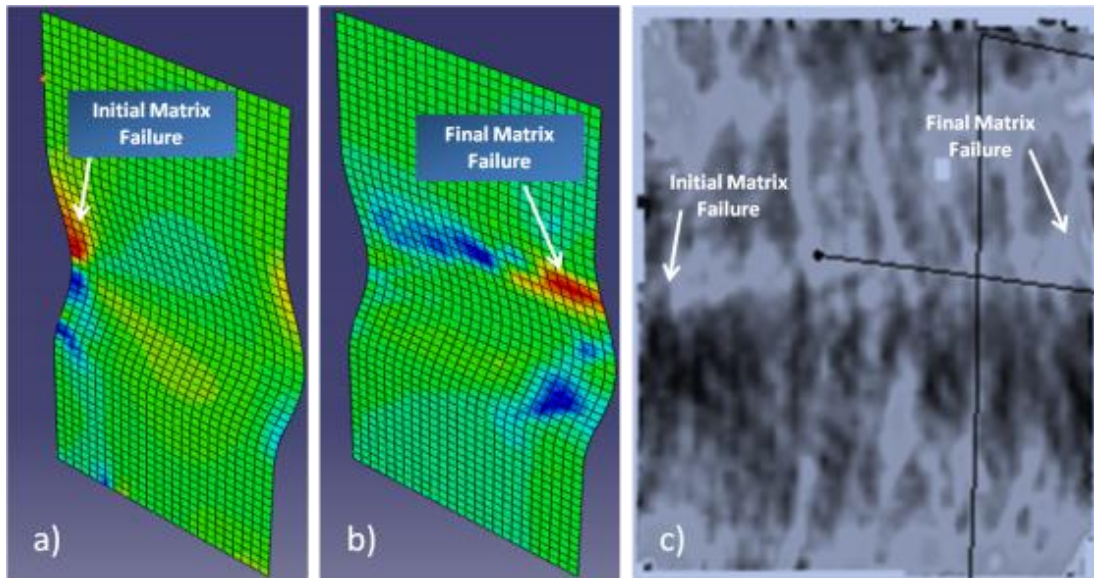 Initial Matrix
Failure
a)
Final Matrix
Failure
b)
Initial Matrix
Failure
Final Matrix
Failure
c)